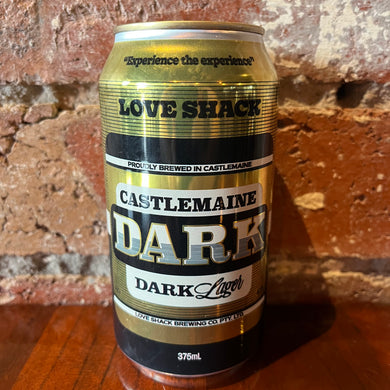 "Experience the experience"
LOVE SHACK
PROUDLY BREWED IN CASTLEMAINE
CASTLEMAINE
DARK
DARK Lager
LOVE SHACK BREWING CO. PTY. LTD.
375mL